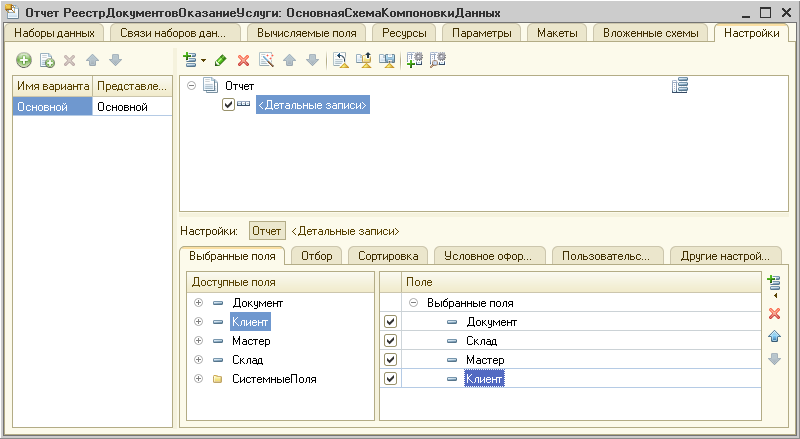 Отчет РеестрДокументовОказаниеУслуги: ОсновнаяСхемаКомпоновкиДанных
Наборы данных Связи наборов дан... Вычисляемые поля Ресурсы Параметры Макеты Вложенные схемы Настройки
Имя варианта Представле...
Основной Основной
Отчет
<Детальные записи>
Настройки: Отчет <Детальные записи>
Выбранные поля Отбор Сортировка Условное офор... Пользовательс... Другие настрой...
Доступные поля
Документ
Клиент
Мастер
Склад
СистемныеПоля
Поле
Выбранные поля
Документ
Склад
Мастер
Клиент